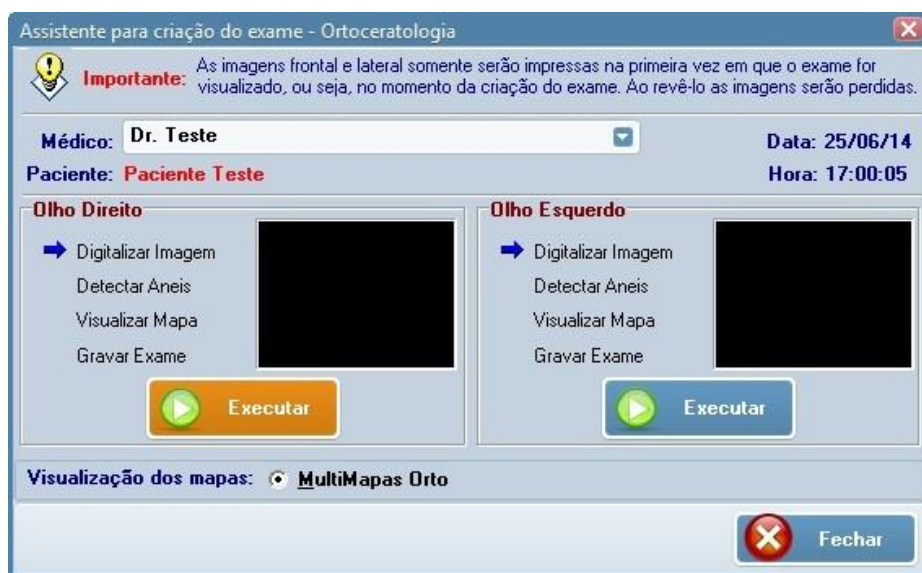 Assistente para criação do exame - Ortoceratologia
Importante: As imagens frontal e lateral somente serão impressas na primeira vez em que o exame for
visualizado, ou seja, no momento da criação do exame. Ao revê-lo as imagens serão perdidas.
Médico: Dr. Teste
Data: 25/06/14
Paciente: Paciente Teste
Hora: 17:00:05
Olho Direito
Digitalizar Imagem
Detectar Aneis
Visualizar Mapa
Gravar Exame
Executar
Olho Esquerdo
Digitalizar Imagem
Detectar Aneis
Visualizar Mapa
Gravar Exame
Executar
Visualização dos mapas: MultiMapas Orto
Fechar